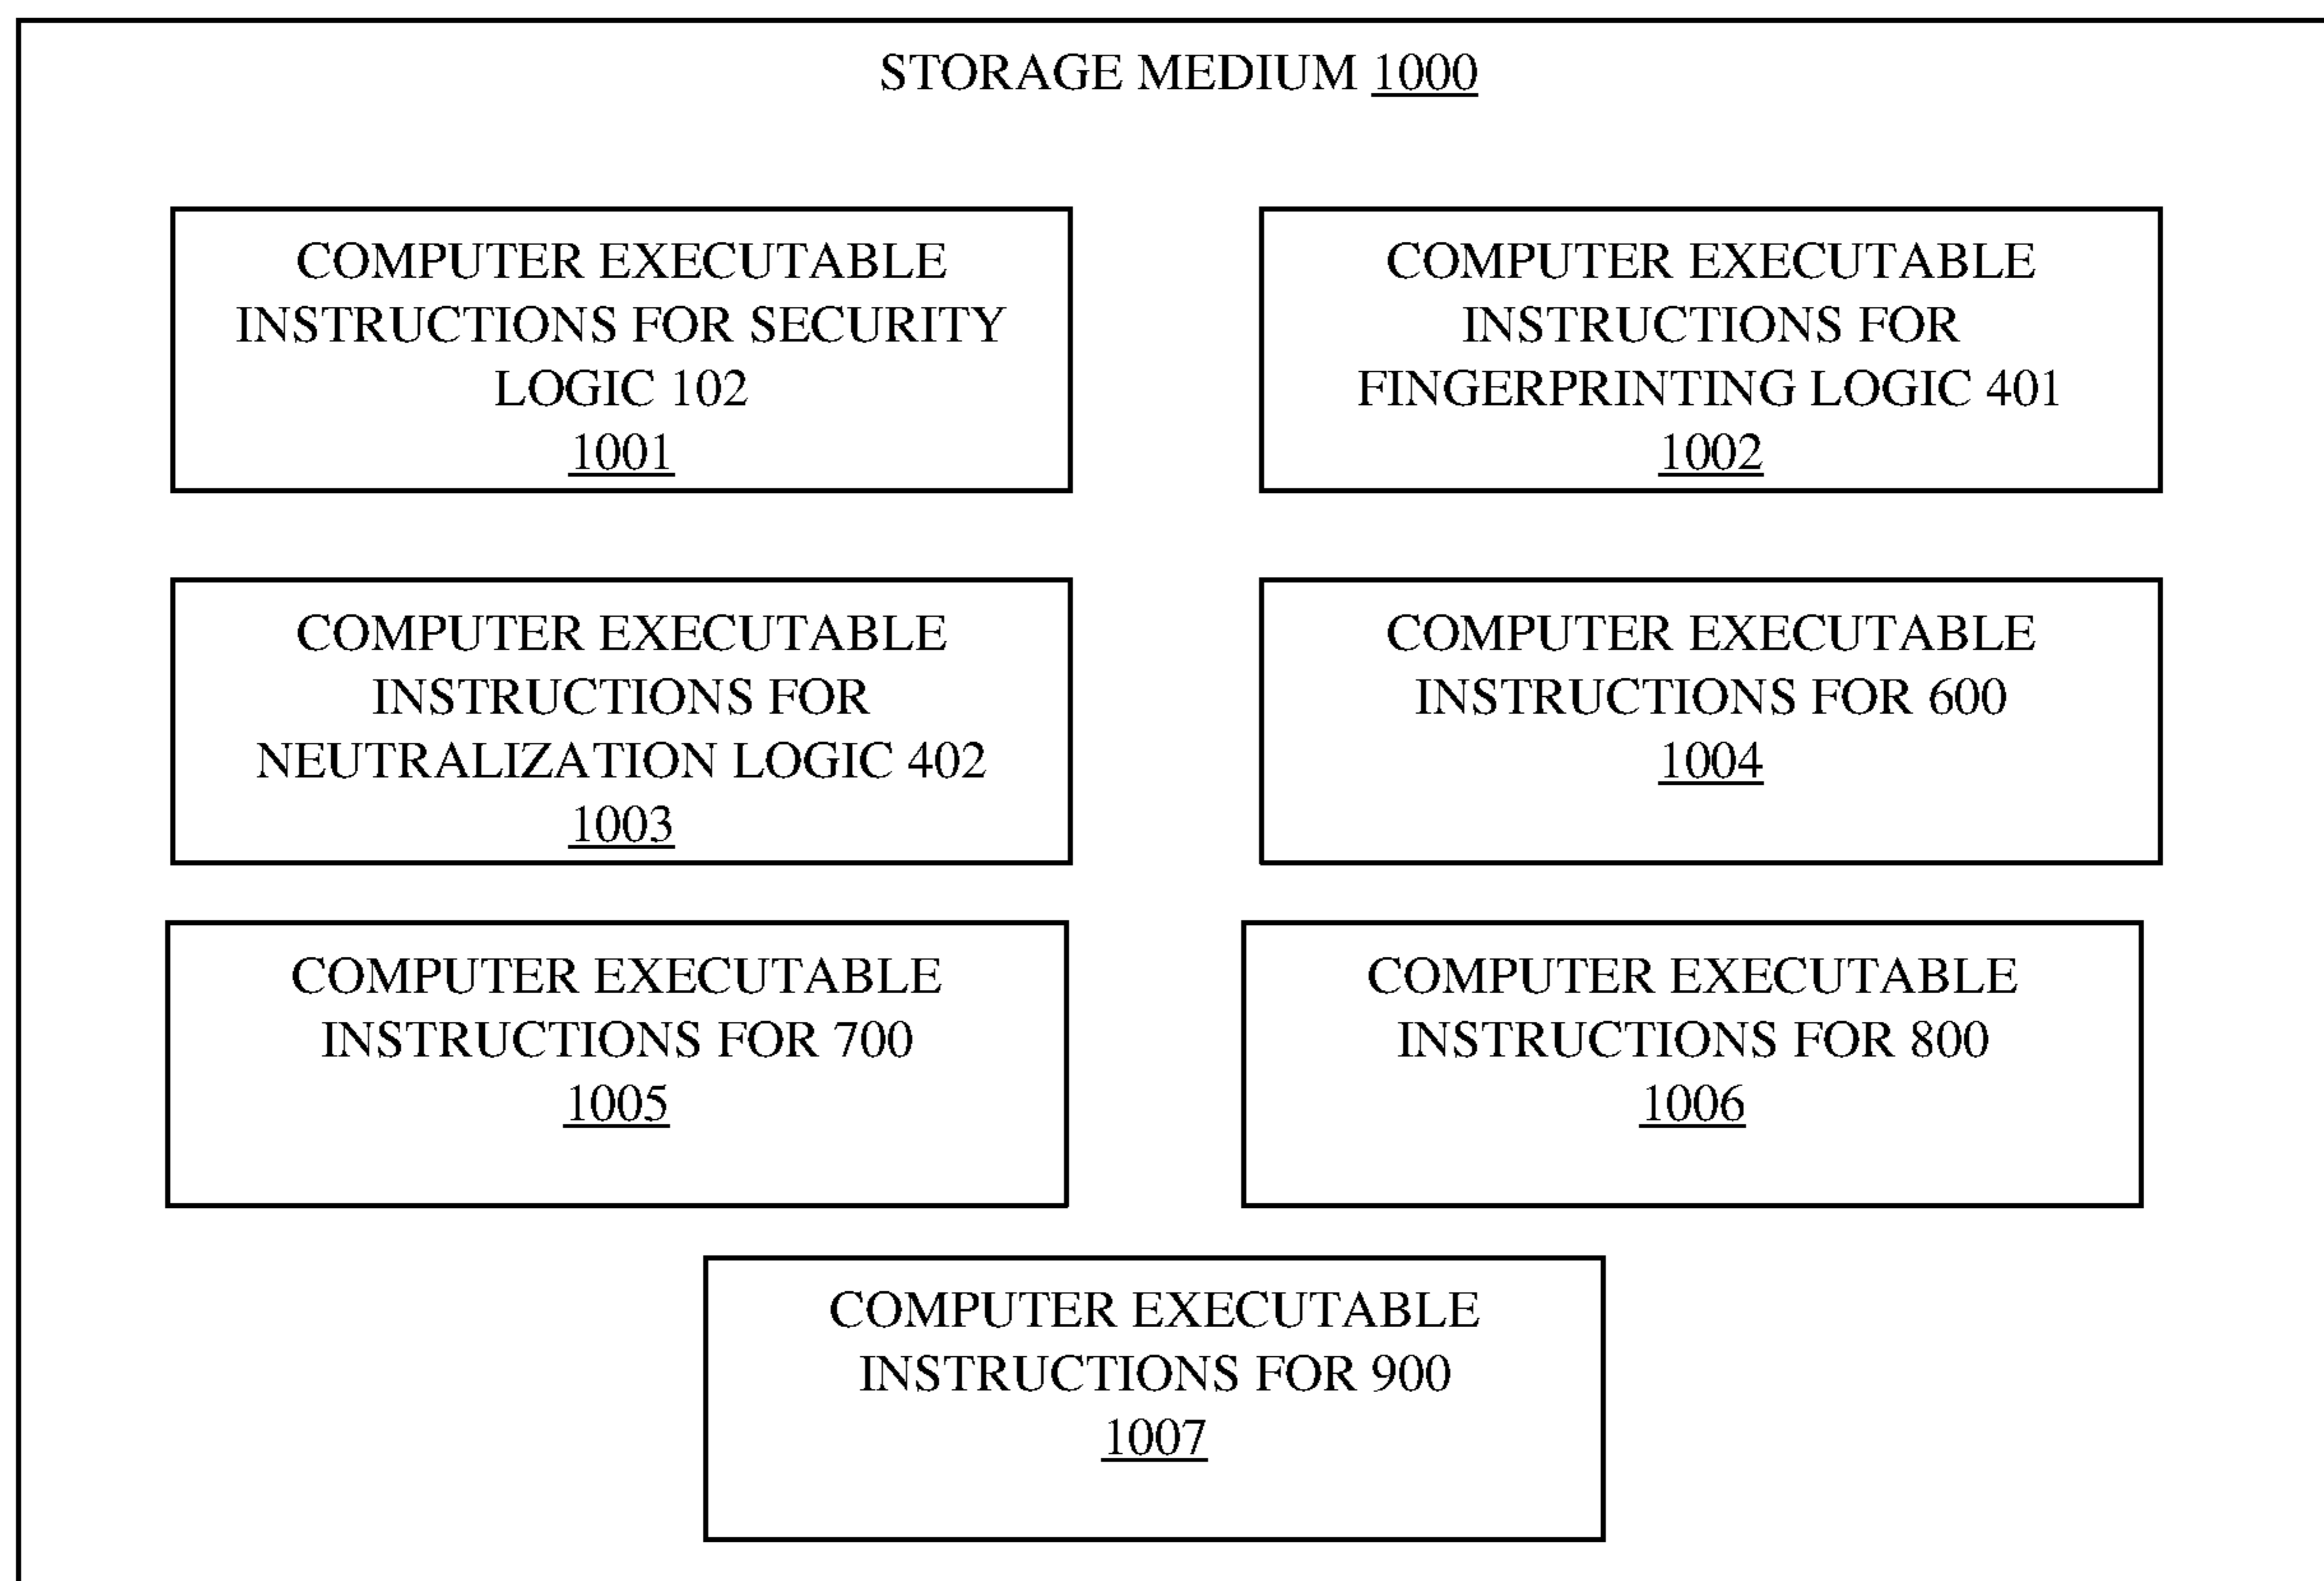 STORAGE MEDIUM 1000
COMPUTER EXECUTABLE
INSTRUCTIONS FOR SECURITY
LOGIC 102
1001
COMPUTER EXECUTABLE
INSTRUCTIONS FOR
FINGERPRINTING LOGIC 401
1002
COMPUTER EXECUTABLE
INSTRUCTIONS FOR
NEUTRALIZATION LOGIC 402
1003
COMPUTER EXECUTABLE
INSTRUCTIONS FOR 600
1004
COMPUTER EXECUTABLE
INSTRUCTIONS FOR 700
1005
COMPUTER EXECUTABLE
INSTRUCTIONS FOR 800
1006
COMPUTER EXECUTABLE
INSTRUCTIONS FOR 900
1007